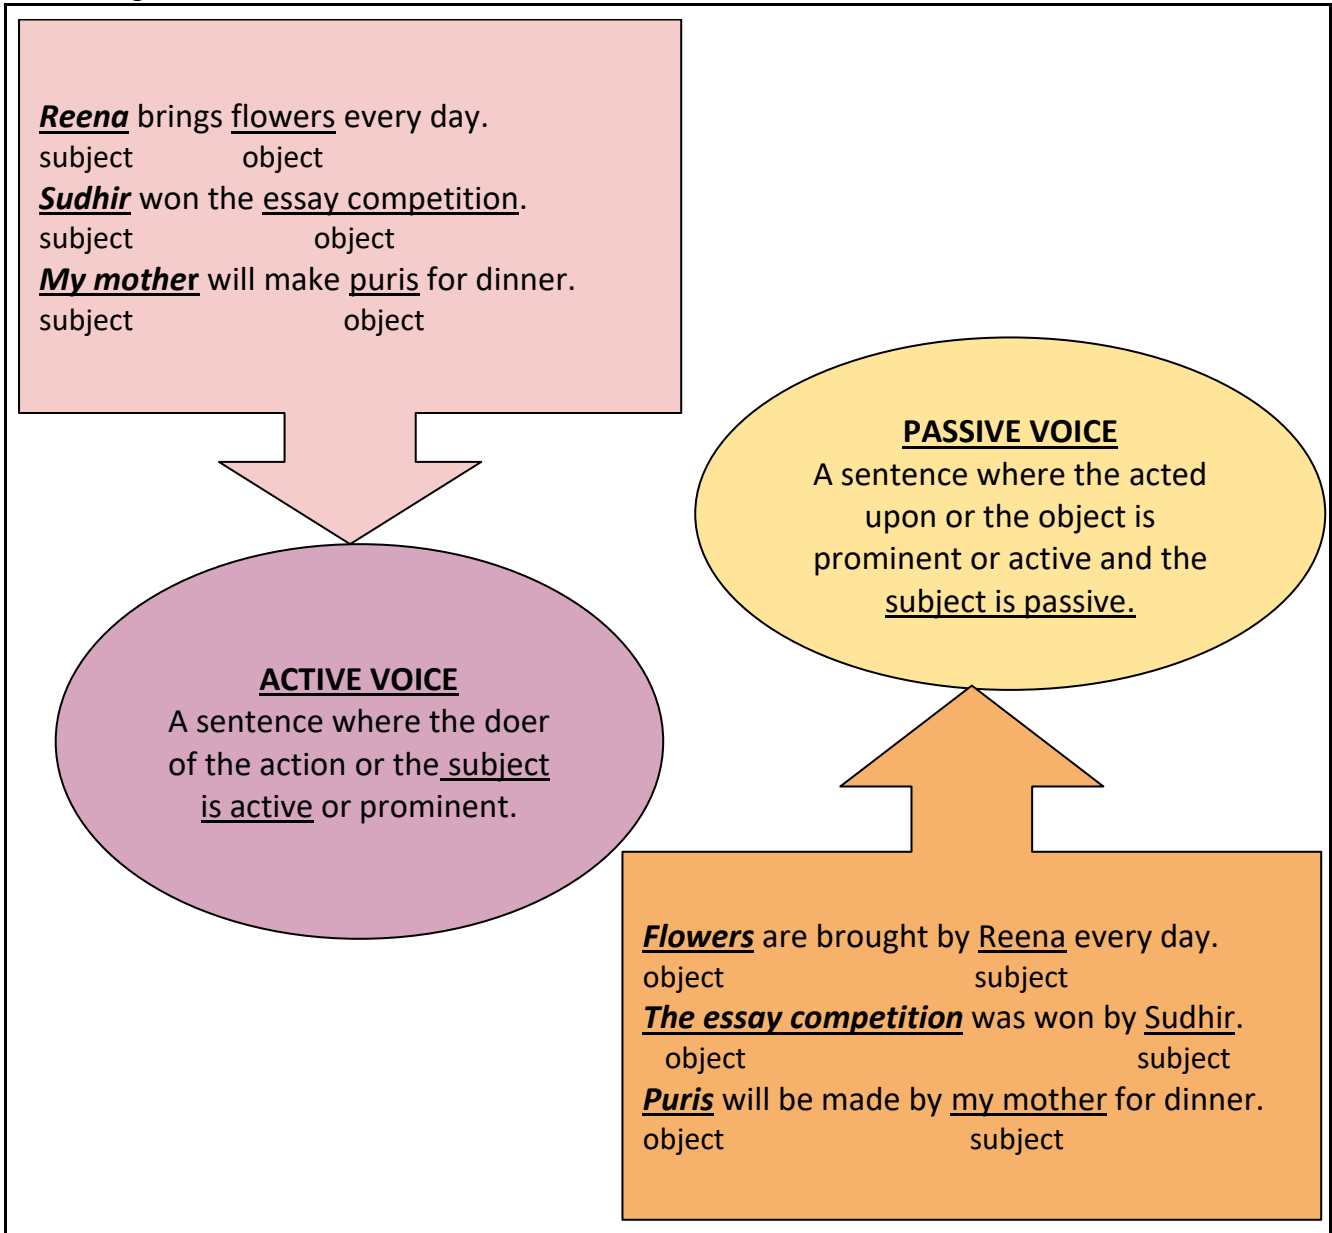 Reena brings flowers every day.
subject object
Sudhir won the essay competition.
subject object
My mother will make puris for dinner.
subject object
ACTIVE VOICE
A sentence where the doer
of the action or the subject
is active or prominent.
PASSIVE VOICE
A sentence where the acted
upon or the object is
prominent or active and the
subject is passive.
Flowers are brought by Reena every day.
object subject
The essay competition was won by Sudhir.
object subject
Puris will be made by my mother for dinner.
object subject